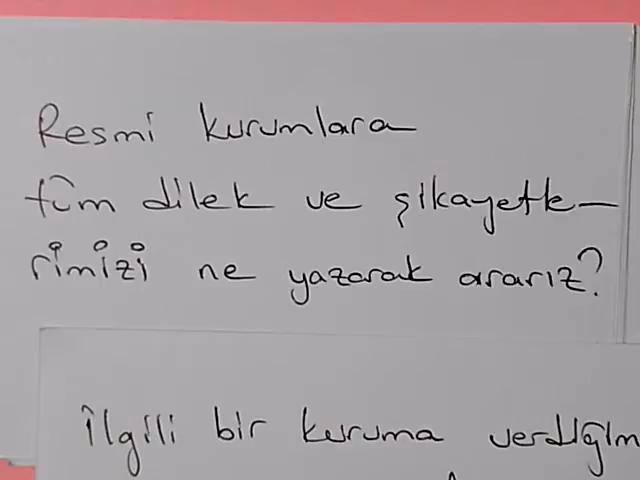 Resmi kurumlara
tüm dilek ve şikayetle-
rimizi ne yazarak ararız?
İlgili bir kuruma verdiğim